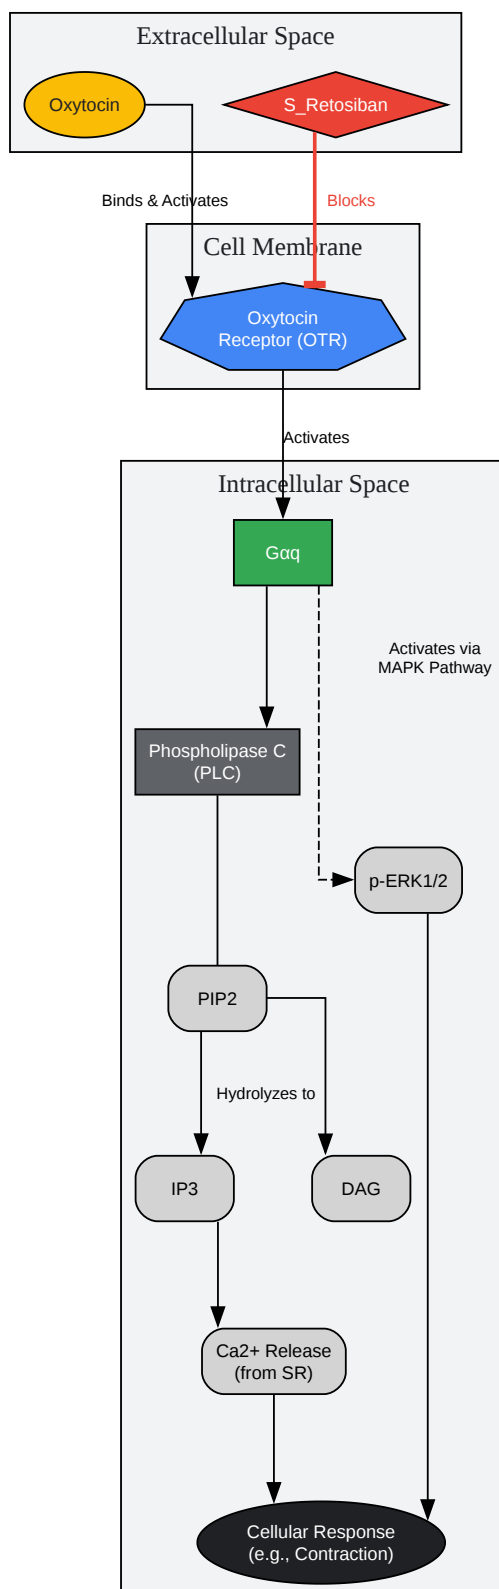 Extracellular Space
Oxytocin
S_Retosiban
Binds & Activates
Blocks
Cell Membrane
Oxytocin
Receptor (OTR)
Activates
Intracellular Space
Gαq
Activates via
MAPK Pathway
Phospholipase C
(PLC)
p-ERK1/2
PIP2
Hydrolyzes to
IP3
DAG
Ca2+ Release
(from SR)
Cellular Response
(e.g., Contraction)